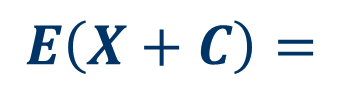 E(X + C) =